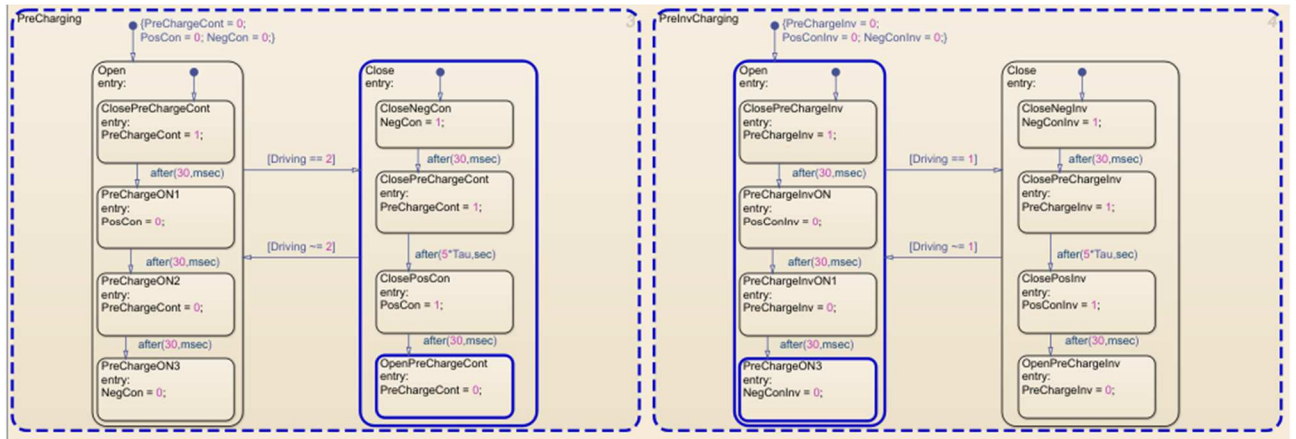 PreCharging
3
{PreChargeCont = 0;
PosCon = 0; NegCon = 0;}
Open
entry:
ClosePreChargeCont
entry:
PreChargeCont = 1;
after(30,msec)
PreChargeON1
entry:
PosCon = 0;
after(30,msec)
PreChargeON2
entry:
PreChargeCont = 0;
after(30,msec)
PreChargeON3
entry:
NegCon = 0;
[Driving == 2]
[Driving ~= 2]
Close
entry:
CloseNegCon
NegCon = 1;
after(30,msec)
ClosePreChargeCont
entry:
PreChargeCont = 1;
after(5*Tau,sec)
ClosePosCon
entry:
PosCon = 1;
after(30,msec)
OpenPreChargeCont
entry:
PreChargeCont = 0;
PreInvCharging
4
{PreChargeInv = 0;
PosConInv = 0; NegConInv = 0;}
Open
entry:
ClosePreChargeInv
entry:
PreChargeInv = 1;
after(30,msec)
PreChargeInvON
entry:
PosConInv = 0;
after(30,msec)
PreChargeInvON1
entry:
PreChargeInv = 0;
after(30,msec)
PreChargeON3
entry:
NegConInv = 0;
[Driving == 1]
[Driving ~= 1]
Close
entry:
CloseNegInv
NegConInv = 1;
after(30,msec)
ClosePreChargeInv
entry:
PreChargeInv = 1;
after(5*Tau,sec)
ClosePosInv
entry:
PosConInv = 1;
after(30,msec)
OpenPreChargeInv
entry:
PreChargeInv = 0;